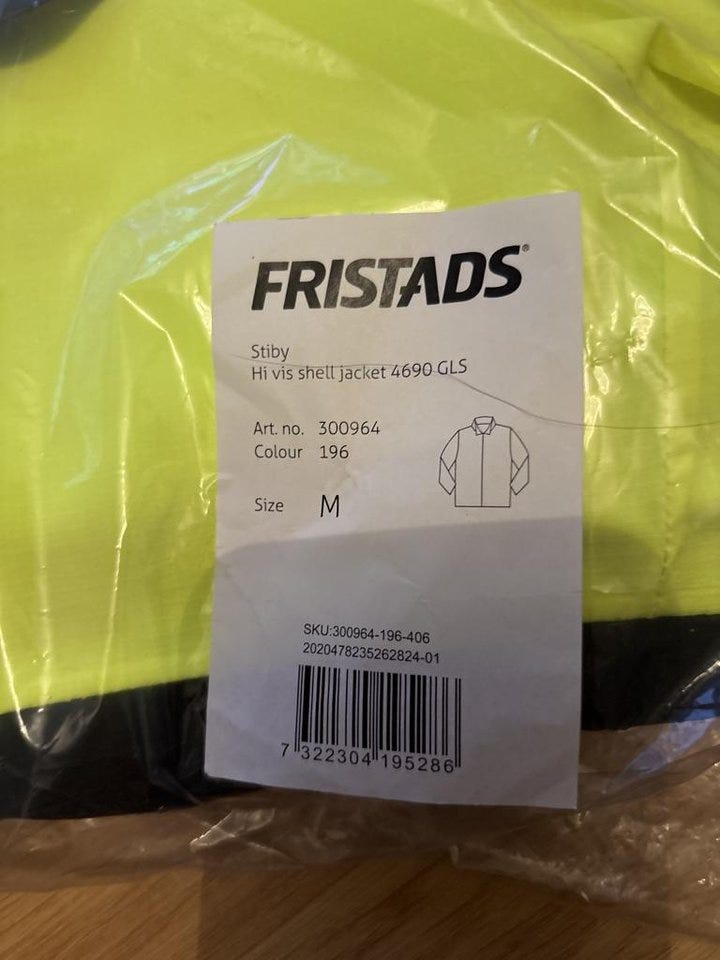 FRISTADS®
Stiby
Hi vis shell jacket 4690 GLS
Art. no. 300964
Colour 196
Size M
SKU:300964-196-406
2020478235262824-01
7 322304 195286